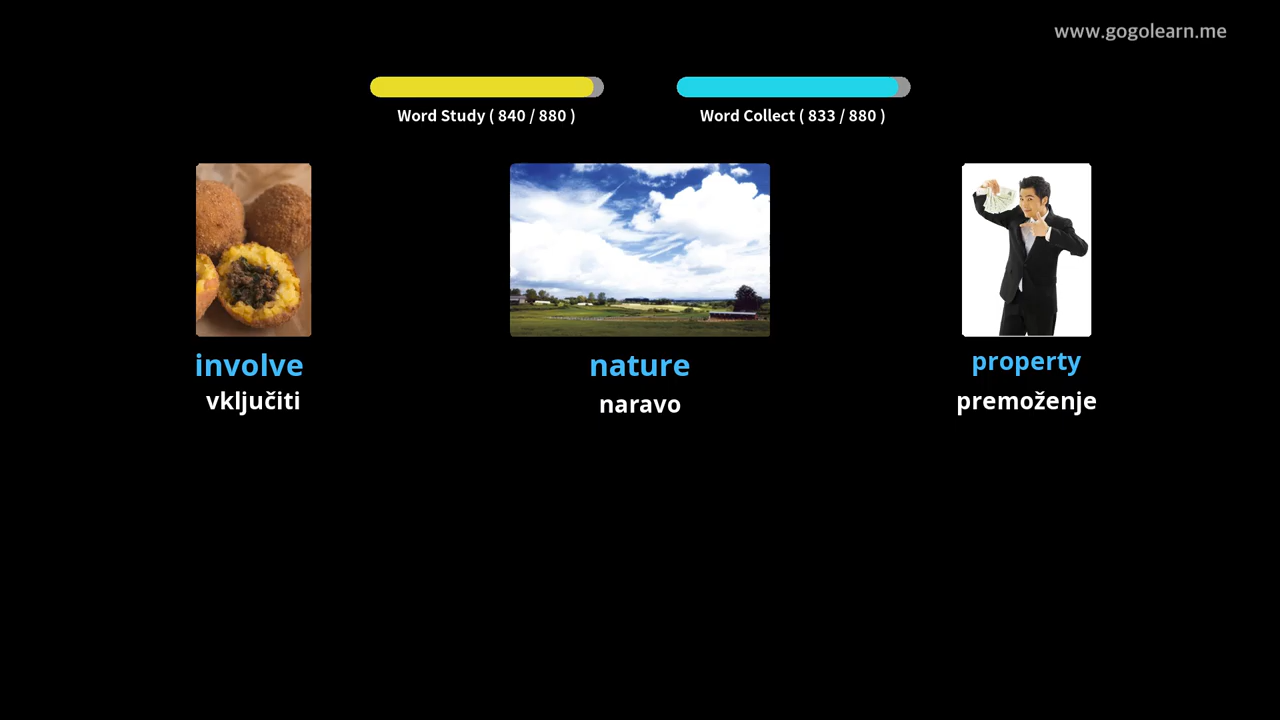 www.gogolearn.me
Word Study ( 840 / 880 )
Word Collect ( 833 / 880 )
involve
vključiti
nature
naravo
property
premoženje